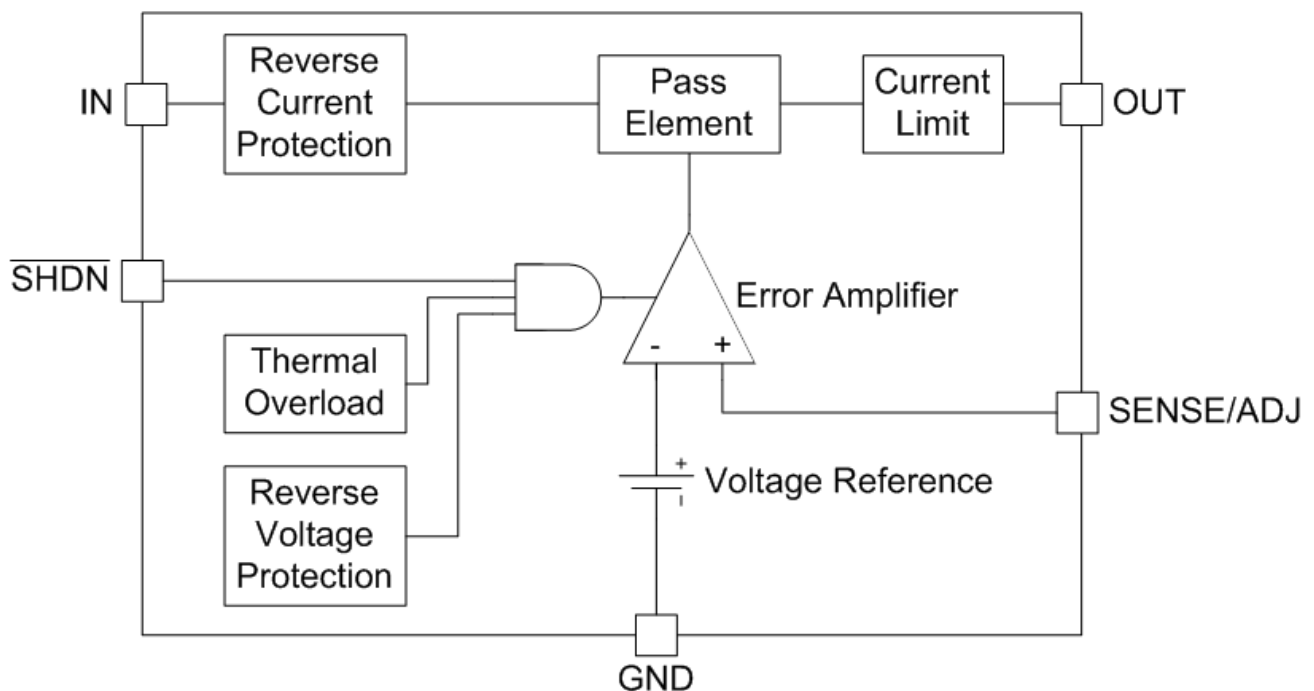 Reverse
Current
Protection
Pass
Element
Current
Limit
IN
OUT
SHDN
Error Amplifier
- +
Thermal
Overload
SENSE/ADJ
Reverse
Voltage
Protection
+
Voltage Reference
-
GND